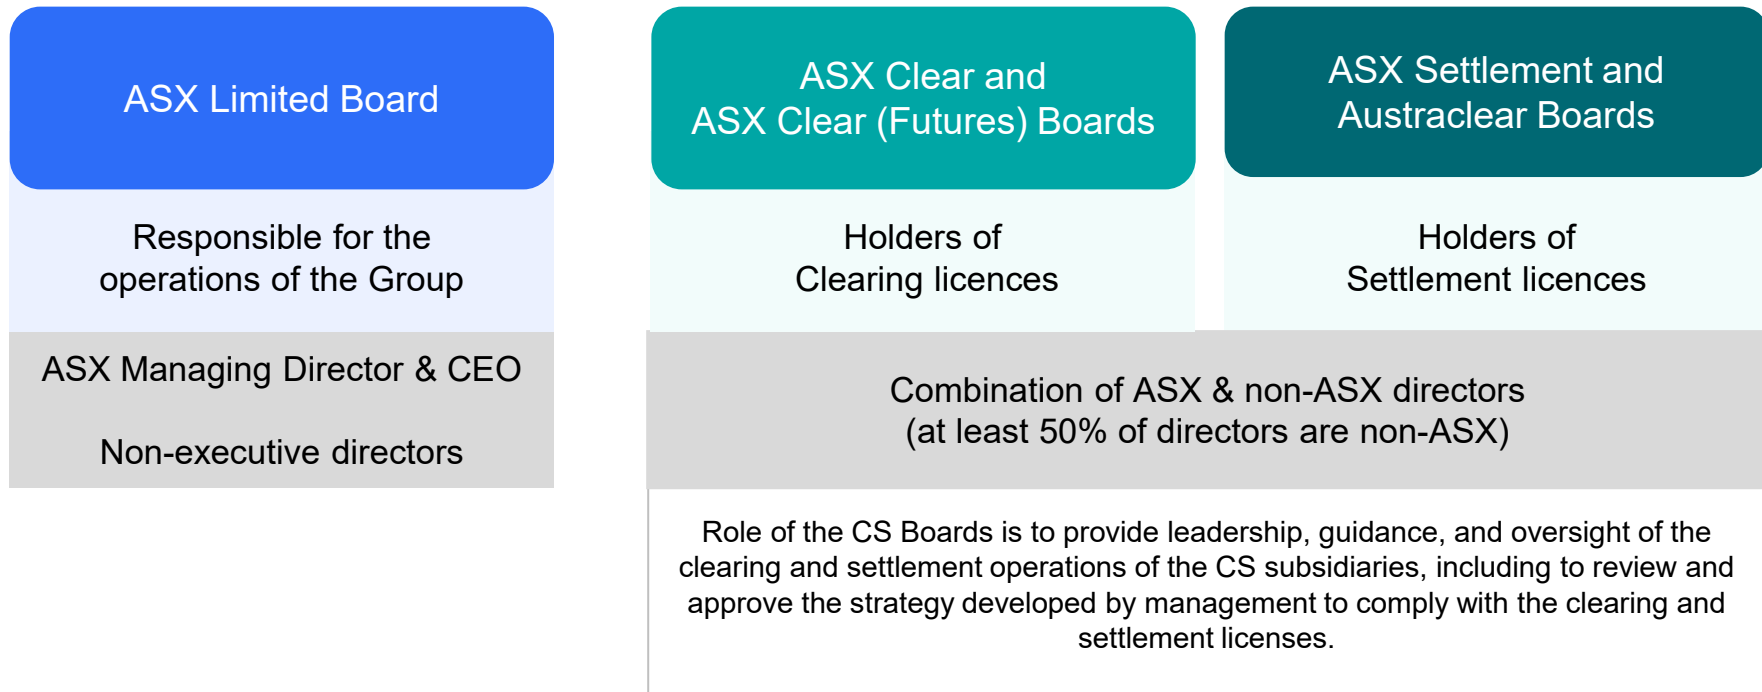 ASX Limited Board
Responsible for the
operations of the Group
ASX Managing Director & CEO
Non-executive directors
ASX Clear and
ASX Clear (Futures) Boards
Holders of
Clearing licences
ASX Settlement and
Austraclear Boards
Holders of
Settlement licences
Combination of ASX & non-ASX directors
(at least 50% of directors are non-ASX)
Role of the CS Boards is to provide leadership, guidance, and oversight of the
clearing and settlement operations of the CS subsidiaries, including to review and
approve the strategy developed by management to comply with the clearing and
settlement licenses.